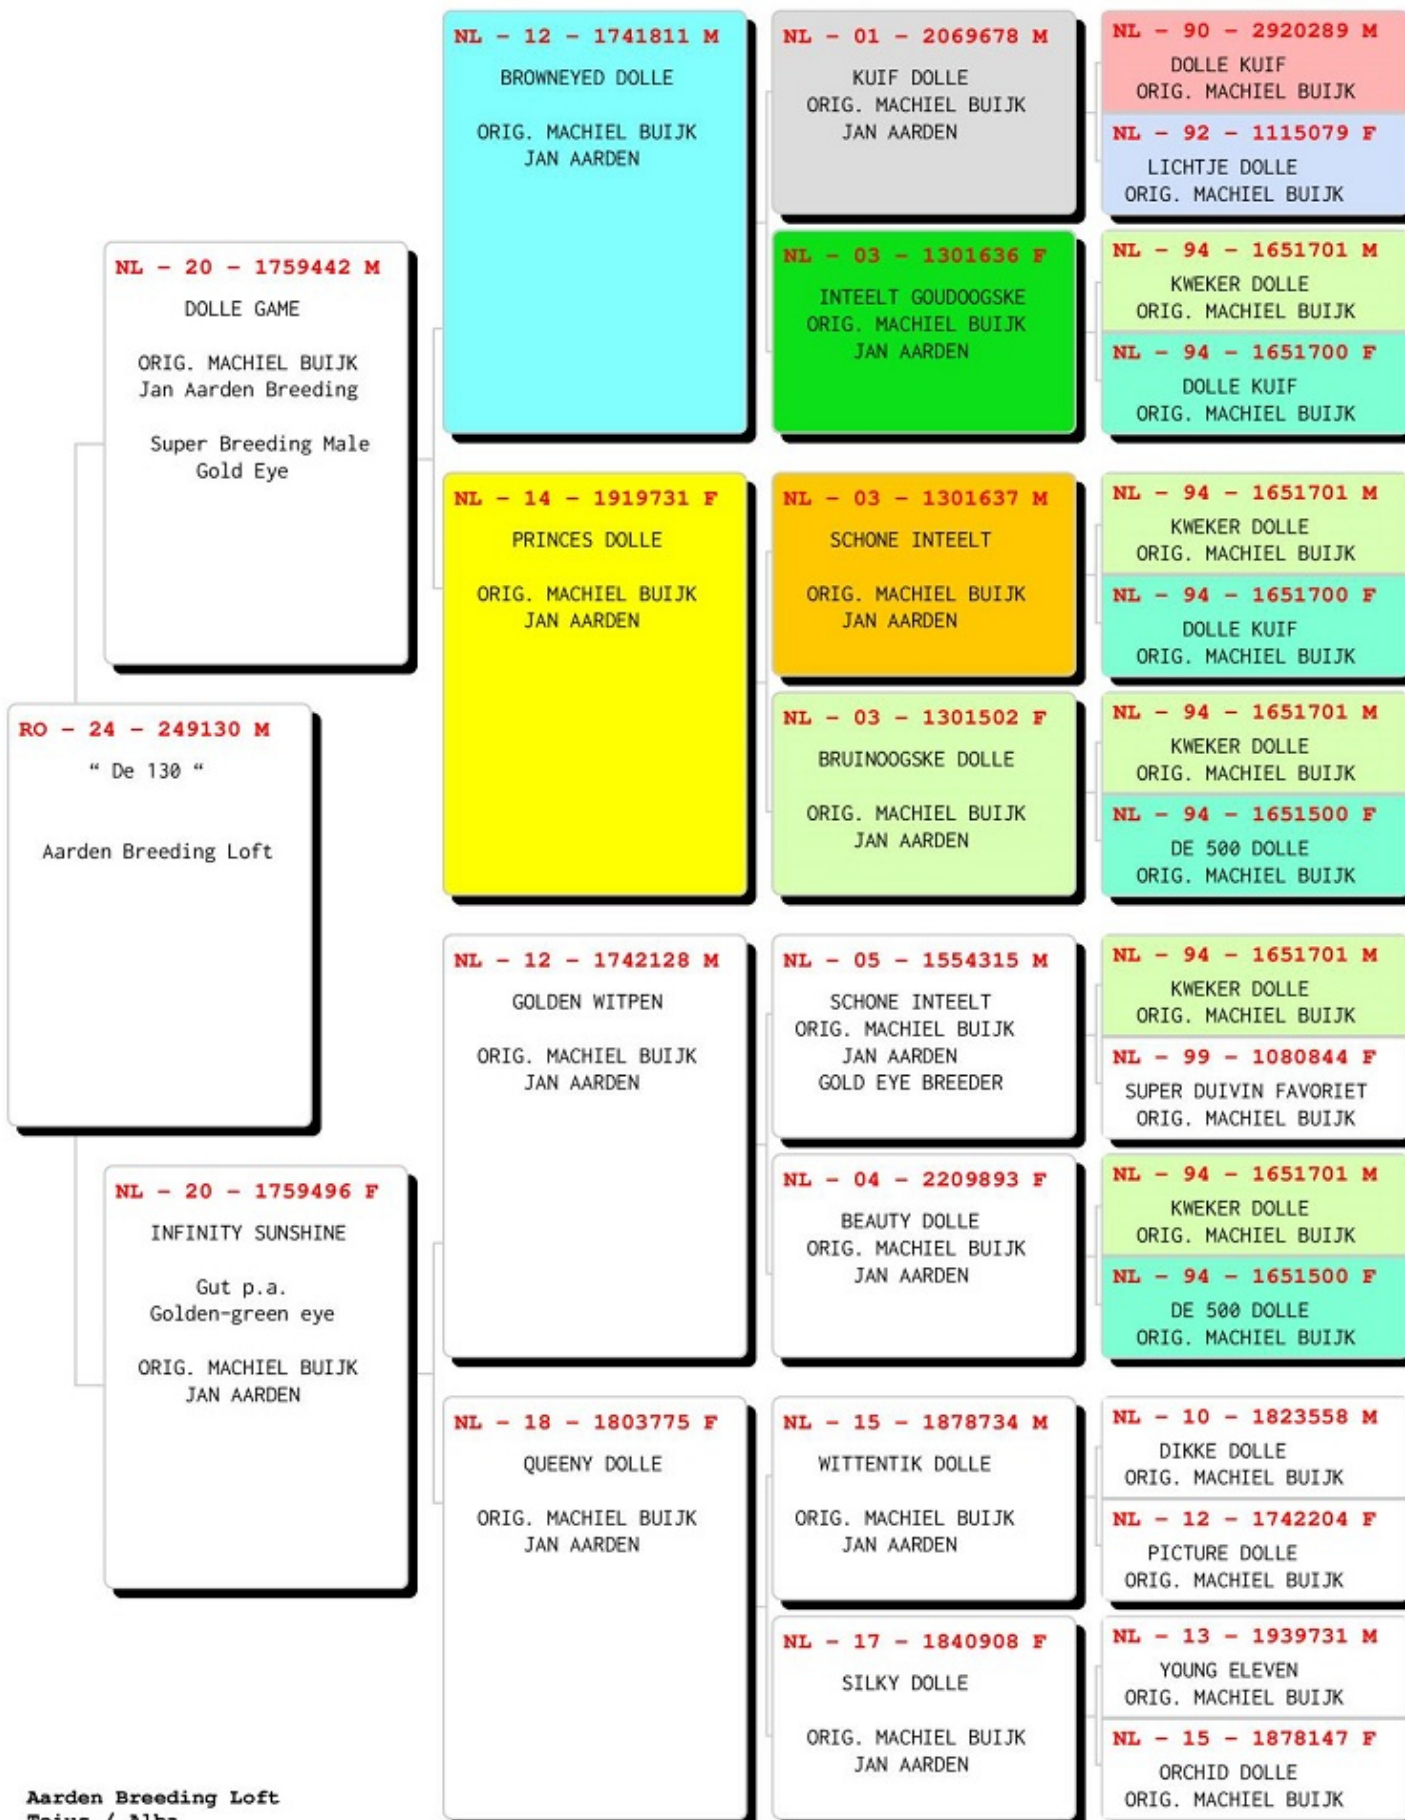 RO - 24 - 249130 M
" De 130 "
Aarden Breeding Loft
NL - 20 - 1759442 M
DOLLE GAME
ORIG. MACHIEL BUIJK
Jan Aarden Breeding
Super Breeding Male
Gold Eye
NL - 20 - 1759496 F
INFINITY SUNSHINE
Gut p.a.
Golden-green eye
ORIG. MACHIEL BUIJK
JAN AARDEN
NL - 12 - 1741811 M
BROWNEYED DOLLE
ORIG. MACHIEL BUIJK
JAN AARDEN
NL - 14 - 1919731 F
PRINCES DOLLE
ORIG. MACHIEL BUIJK
JAN AARDEN
NL - 12 - 1742128 M
GOLDEN WITPEN
ORIG. MACHIEL BUIJK
JAN AARDEN
NL - 18 - 1803775 F
QUEENY DOLLE
ORIG. MACHIEL BUIJK
JAN AARDEN
NL - 01 - 2069678 M
KUIF DOLLE
ORIG. MACHIEL BUIJK
JAN AARDEN
NL - 03 - 1301636 F
INTEELT GOUDOOGSKE
ORIG. MACHIEL BUIJK
JAN AARDEN
NL - 03 - 1301637 M
SCHONE INTEELT
ORIG. MACHIEL BUIJK
JAN AARDEN
NL - 03 - 1301502 F
BRUINOOGSKE DOLLE
ORIG. MACHIEL BUIJK
JAN AARDEN
NL - 05 - 1554315 M
SCHONE INTEELT
ORIG. MACHIEL BUIJK
JAN AARDEN
GOLD EYE BREEDER
NL - 04 - 2209893 F
BEAUTY DOLLE
ORIG. MACHIEL BUIJK
JAN AARDEN
NL - 15 - 1878734 M
WITTENTIK DOLLE
ORIG. MACHIEL BUIJK
JAN AARDEN
NL - 17 - 1840908 F
SILKY DOLLE
ORIG. MACHIEL BUIJK
JAN AARDEN
NL - 90 - 2920289 M
DOLLE KUIF
ORIG. MACHIEL BUIJK
NL - 92 - 1115079 F
LICHTJE DOLLE
ORIG. MACHIEL BUIJK
NL - 94 - 1651701 M
KWEKER DOLLE
ORIG. MACHIEL BUIJK
NL - 94 - 1651700 F
DOLLE KUIF
ORIG. MACHIEL BUIJK
NL - 94 - 1651701 M
KWEKER DOLLE
ORIG. MACHIEL BUIJK
NL - 94 - 1651700 F
DOLLE KUIF
ORIG. MACHIEL BUIJK
NL - 94 - 1651701 M
KWEKER DOLLE
ORIG. MACHIEL BUIJK
NL - 94 - 1651500 F
DE 500 DOLLE
ORIG. MACHIEL BUIJK
NL - 94 - 1651701 M
KWEKER DOLLE
ORIG. MACHIEL BUIJK
NL - 99 - 1080844 F
SUPER DUIVIN FAVORIET
ORIG. MACHIEL BUIJK
NL - 94 - 1651701 M
KWEKER DOLLE
ORIG. MACHIEL BUIJK
NL - 94 - 1651500 F
DE 500 DOLLE
ORIG. MACHIEL BUIJK
NL - 10 - 1823558 M
DIKKE DOLLE
ORIG. MACHIEL BUIJK
NL - 12 - 1742204 F
PICTURE DOLLE
ORIG. MACHIEL BUIJK
NL - 13 - 1939731 M
YOUNG ELEVEN
ORIG. MACHIEL BUIJK
NL - 15 - 1878147 F
ORCHID DOLLE
ORIG. MACHIEL BUIJK
Aarden Breeding Loft